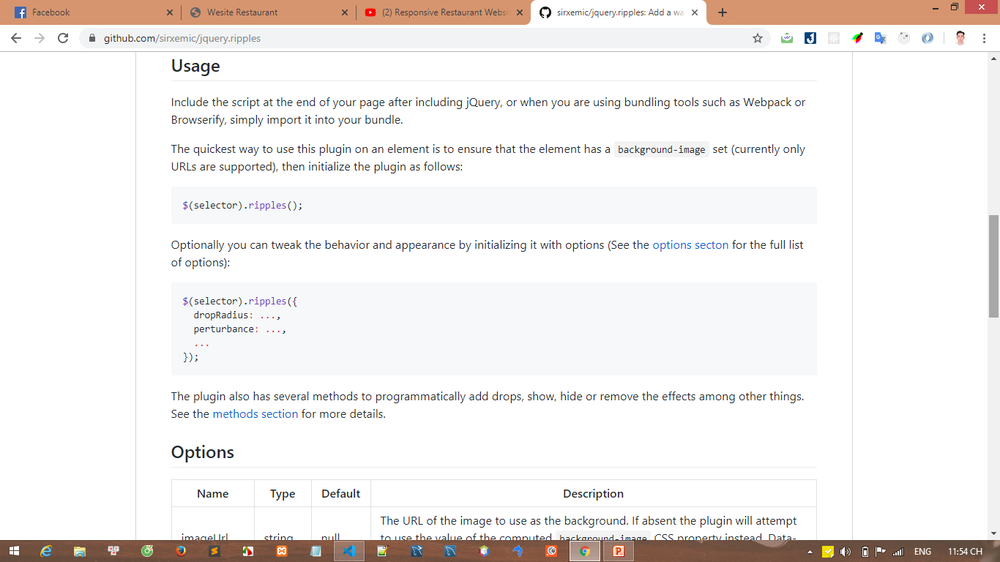 Facebook
Wesite Restaurant
(2) Responsive Restaurant Websi
sirxemic/jquery.ripples: Add a wa
github.com/sirxemic/jquery.ripples
Usage
Include the script at the end of your page after including jQuery, or when you are using bundling tools such as Webpack or
Browserify, simply import it into your bundle.
The quickest way to use this plugin on an element is to ensure that the element has a background-image set (currently only
URLs are supported), then initialize the plugin as follows:
$(selector).ripples();
Optionally you can tweak the behavior and appearance by initializing it with options (See the options secton for the full list
of options):
$(selector).ripples({
dropRadius: ...,
perturbance: ...,
...
});
The plugin also has several methods to programmatically add drops, show, hide or remove the effects among other things.
See the methods section for more details.
Options
Name Type Default Description
The URL of the image to use as the background. If absent the plugin will attempt
imageUrl string null to use the value of the computed background-image CSS property instead. Data-
ENG 11:54 CH